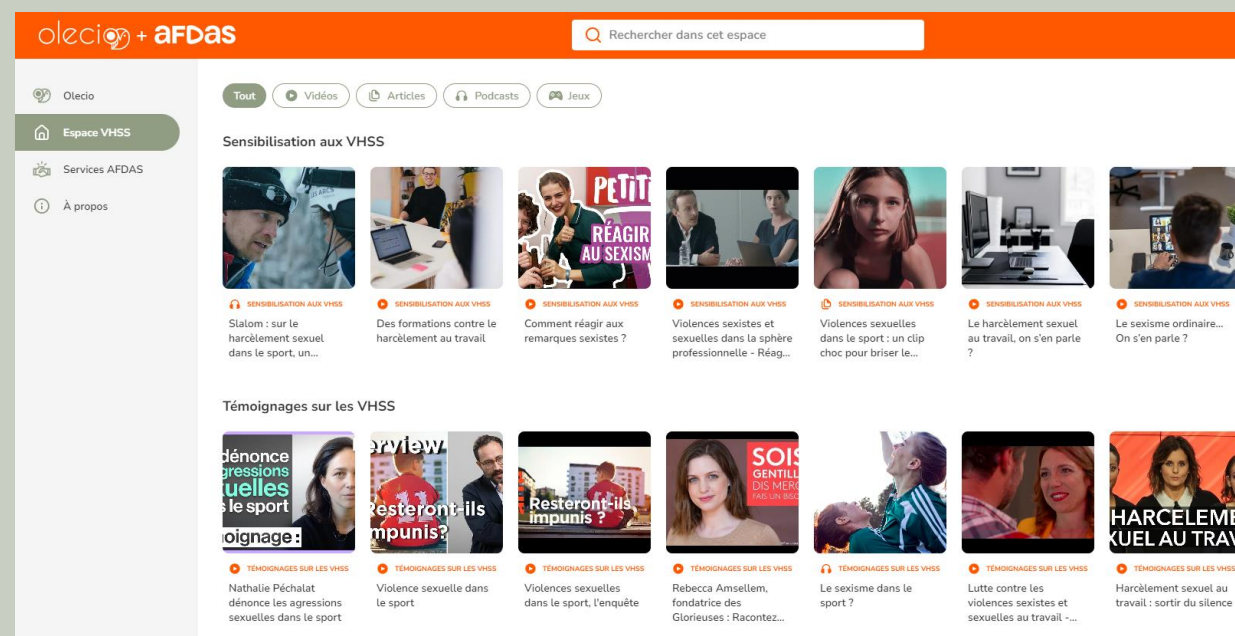 olecio + aFDas
Rechercher dans cet espace
Olecio
Espace VHSS
Services AFDAS
À propos
Tout
Vidéos
Articles
Podcasts
Jeux
Sensibilisation aux VHSS
PETIT
RÉAGIR
AU SEXISM
SENSIBILISATION AUX VHSS
Slalom : sur le
harcèlement sexuel
dans le sport, un...
SENSIBILISATION AUX VHSS
Des formations contre le
harcèlement au travail
SENSIBILISATION AUX VHSS
Comment réagir aux
remarques sexistes ?
SENSIBILISATION AUX VHSS
Violences sexistes et
sexuelles dans la sphère
professionnelle - Réag...
SENSIBILISATION AUX VHSS
Violences sexuelles
dans le sport : un clip
choc pour briser le...
SENSIBILISATION AUX VHSS
Le harcèlement sexuel
au travail, on s'en parle
?
SENSIBILISATION AUX VHSS
Le sexisme ordinaire...
On s'en parle ?
Témoignages sur les VHSS
dénonce
gressions
uelles
s le sport
oignage :
erview
Resteront-ils
mpunis?
Resteront-ils
impunis ?
SOIS
GENTILL
DIS MERC
FAIS UN BISO
HARCELEME
XUEL AU TRAV
TÉMOIGNAGES SUR LES VHSS
Nathalie Péchalat
dénonce les agressions
sexuelles dans le sport
TÉMOIGNAGES SUR LES VHSS
Violence sexuelle dans
le sport
TÉMOIGNAGES SUR LES VHSS
Violences sexuelles
dans le sport, l'enquête
TÉMOIGNAGES SUR LES VHSS
Rebecca Amsellem,
fondatrice des
Glorieuses : Racontez...
TÉMOIGNAGES SUR LES VHSS
Le sexisme dans le
sport ?
TÉMOIGNAGES SUR LES VHSS
Lutte contre les
violences sexistes et
sexuelles au travail -...
TÉMOIGNAGES SUR LES VHSS
Harcèlement sexuel au
travail : sortir du silence